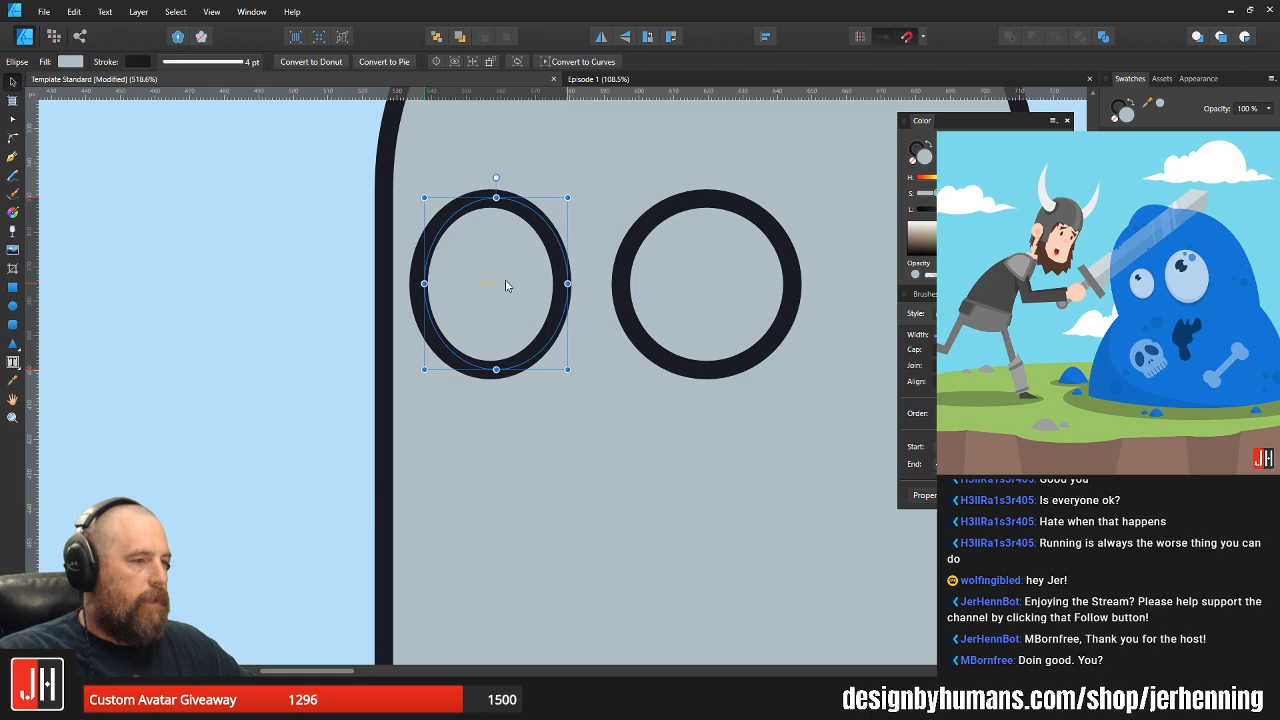 File Edit Text Layer Select View Window Help
Ellipse Fill: Stroke: 4 pt Convert to Donut Convert to Pie Convert to Curves
Template Standard [Modified] (518.6%) Episode 1 (108.5%)
Swatches Assets Appearance
Opacity: 100 %
Color
H:
S:
L:
Opacity
Brushes
Style:
Width:
Cap:
Join:
Align:
Order:
Start:
End:
Proper
JH
H3llRa1s3r405: Good you
H3llRa1s3r405: Is everyone ok?
H3llRa1s3r405: Hate when that happens
H3llRa1s3r405: Running is always the worse thing you can
do
wolfingibled: hey Jer!
JerHennBot: Enjoying the Stream? Please help support the
channel by clicking that Follow button!
JerHennBot: MBornfree, Thank you for the host!
MBornfree: Doin good. You?
JH
Custom Avatar Giveaway 1296 1500
designbyhumans.com/shop/jerhenning